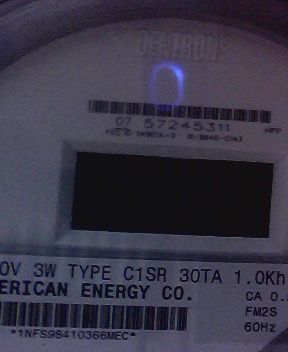 CENTRON
07 57245311
0V 3W TYPE C1SR 30TA 1.0Kh
ERICAN ENERGY CO.
CA 0.
FM2S
60Hz
*1NFS98410366MEC*